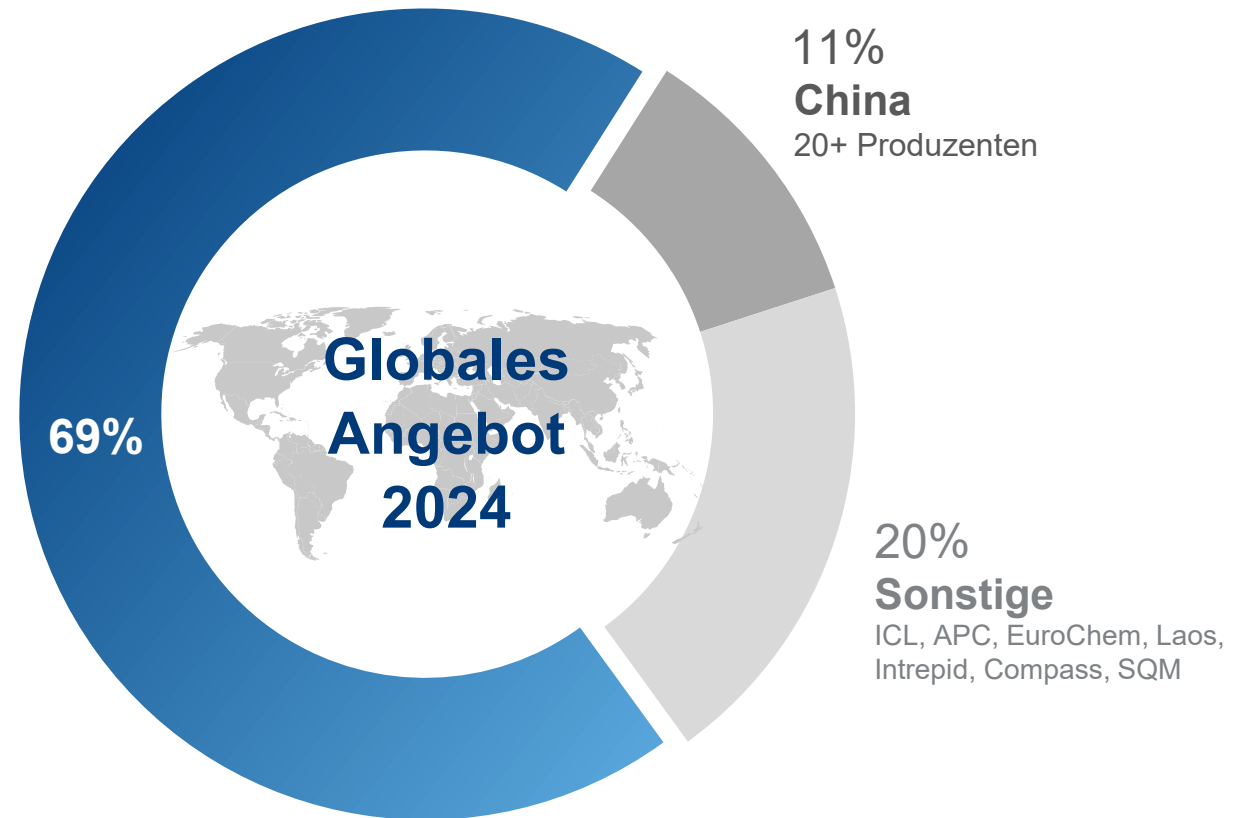 11%
China
20+ Produzenten
Globales
Angebot
2024
69%
20%
Sonstige
ICL, APC, EuroChem, Laos,
Intrepid, Compass, SQM